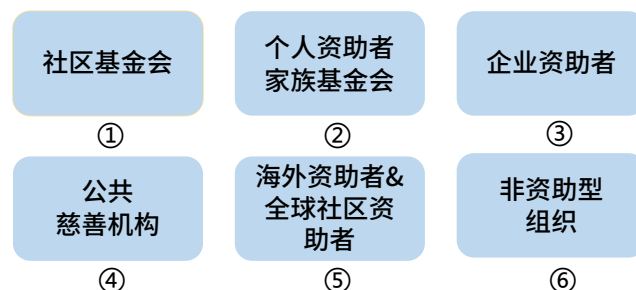 社区基金会
个人资助者
家族基金会
企业资助者
①
②
③
公共
慈善机构
海外资助者&
全球社区资
助者
非资助型
组织
④
⑤
⑥